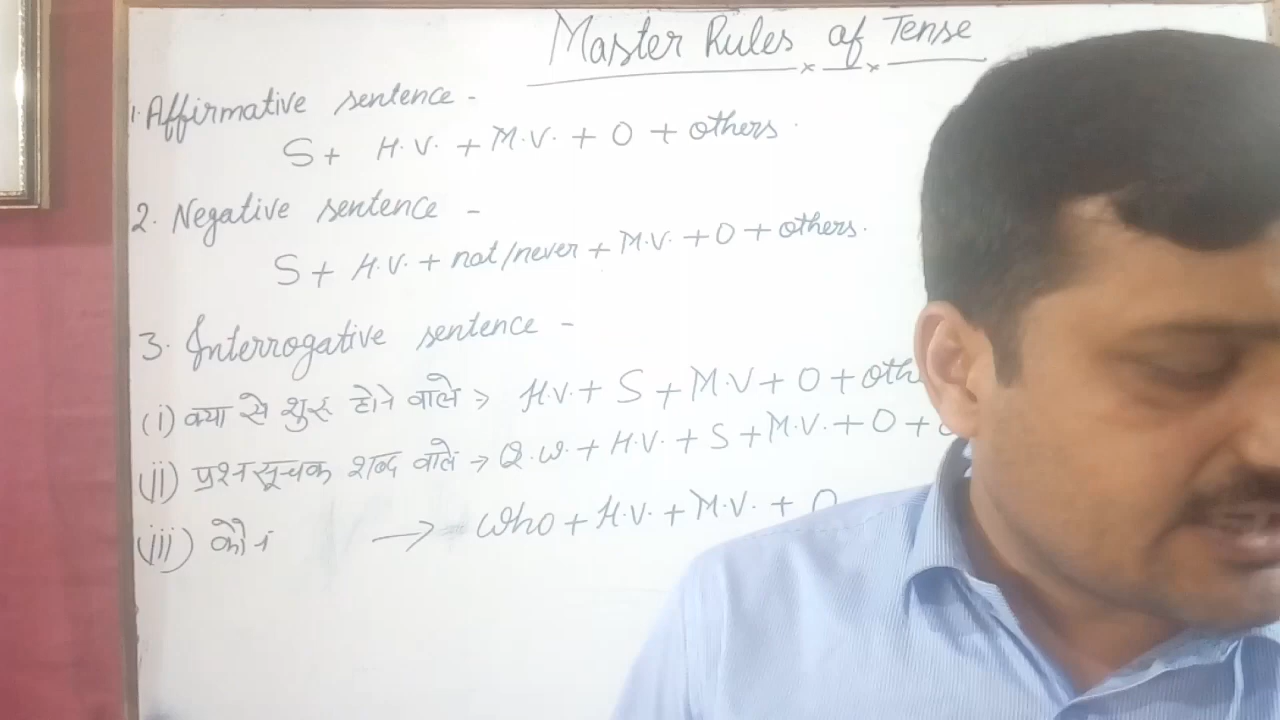 Master Rules of Tense
1. Affirmative sentence -
S + H.V. + M.V. + O + others.
2. Negative sentence -
S + H.V. + not/never + M.V. + O + others.
3. Interrogative sentence -
(i) क्या से शुरू होने वाले → H.V. + S + M.V + O + oth
(ii) प्रश्नसूचक शब्द वाले → Q.w. + H.V. + S + M.V. + O +
(iii) कौन → Who + H.V. + M.V. + O